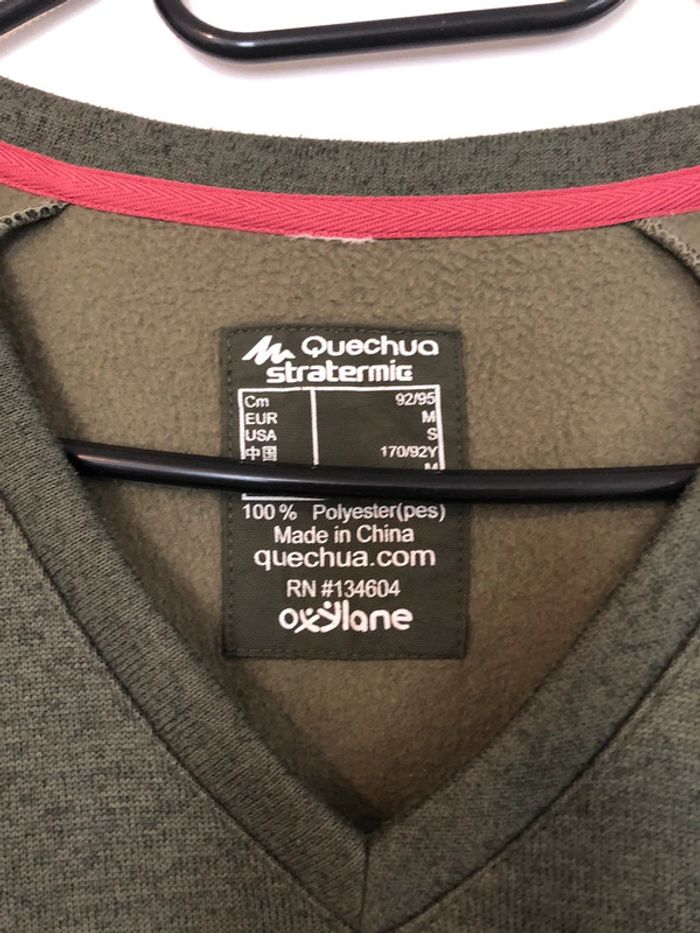 Quechua
stratermic
Cm 92/95
EUR M
USA S
中国 170/92Y
M
100 % Polyester(pes)
Made in China
quechua.com
RN #134604
oxylane